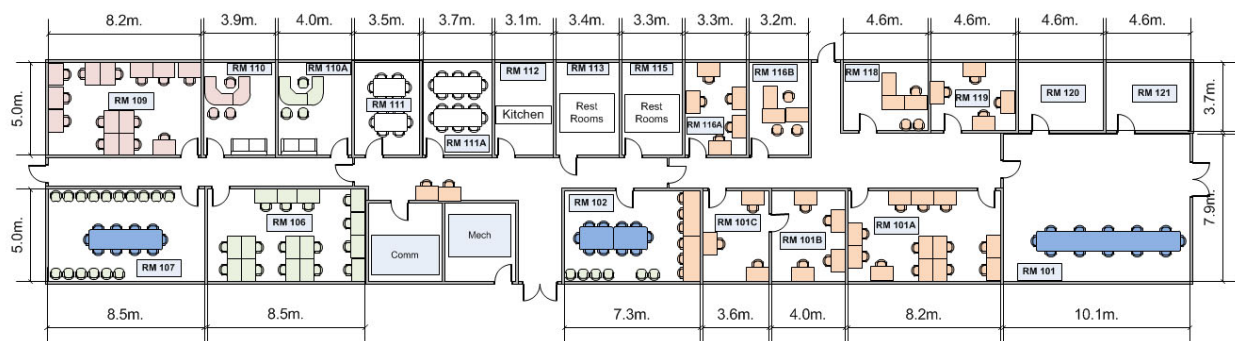 8.2m.
3.9m.
4.0m.
3.5m.
3.7m.
3.1m.
3.4m.
3.3m.
3.3m.
3.2m.
4.6m.
4.6m.
4.6m.
4.6m.
5.0m.
RM 109
RM 110
RM 110A
RM 111
RM 111A
RM 112
Kitchen
RM 113
Rest
Rooms
RM 115
Rest
Rooms
RM 116A
RM 116B
RM 118
RM 119
RM 120
RM 121
3.7m.
5.0m.
RM 107
RM 106
Comm
Mech
RM 102
RM 101C
RM 101B
RM 101A
RM 101
7.9m.
8.5m.
8.5m.
7.3m.
3.6m.
4.0m.
8.2m.
10.1m.